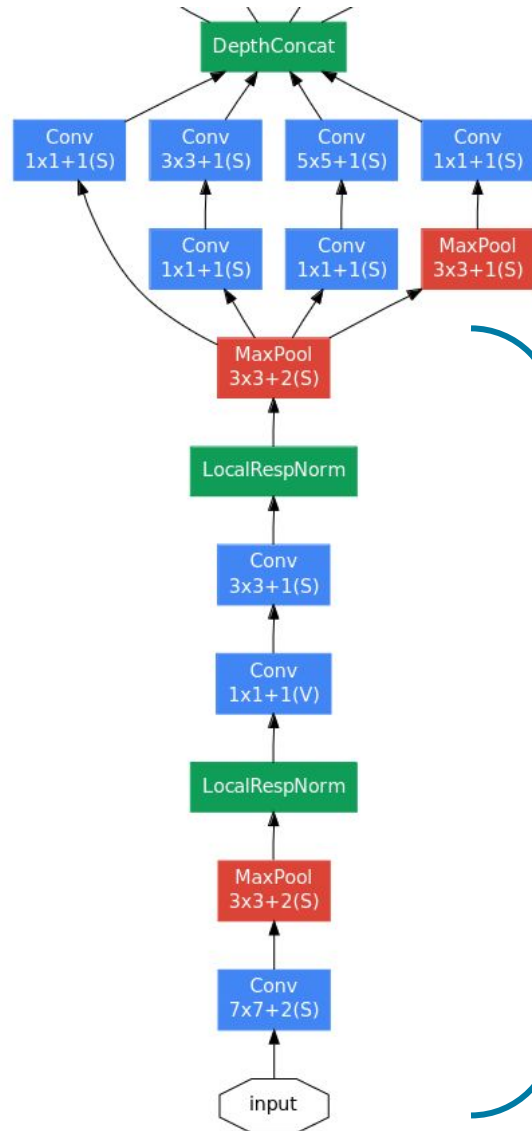 DepthConcat
Conv
1x1+1(S)
Conv
3x3+1(S)
Conv
5x5+1(S)
Conv
1x1+1(S)
Conv
1x1+1(S)
Conv
1x1+1(S)
MaxPool
3x3+1(S)
MaxPool
3x3+2(S)
LocalRespNorm
Conv
3x3+1(S)
Conv
1x1+1(V)
LocalRespNorm
MaxPool
3x3+2(S)
Conv
7x7+2(S)
input